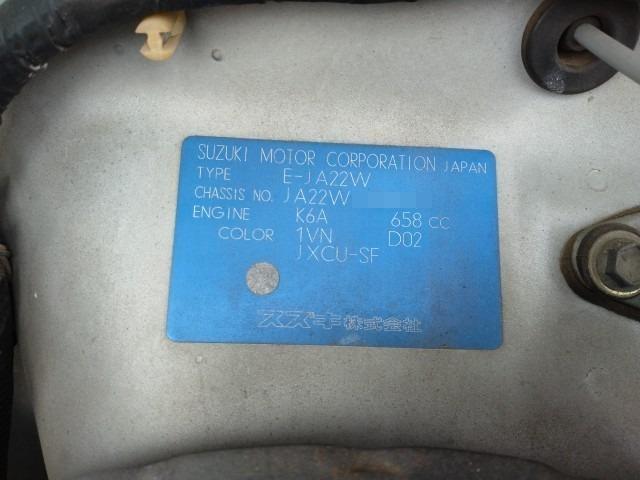 SUZUKI MOTOR CORPORATION JAPAN
TYPE E-JA22W
CHASSIS NO. JA22W
ENGINE K6A 658 CC
COLOR 1VN D02
JXCU-SF
スズキ株式会社